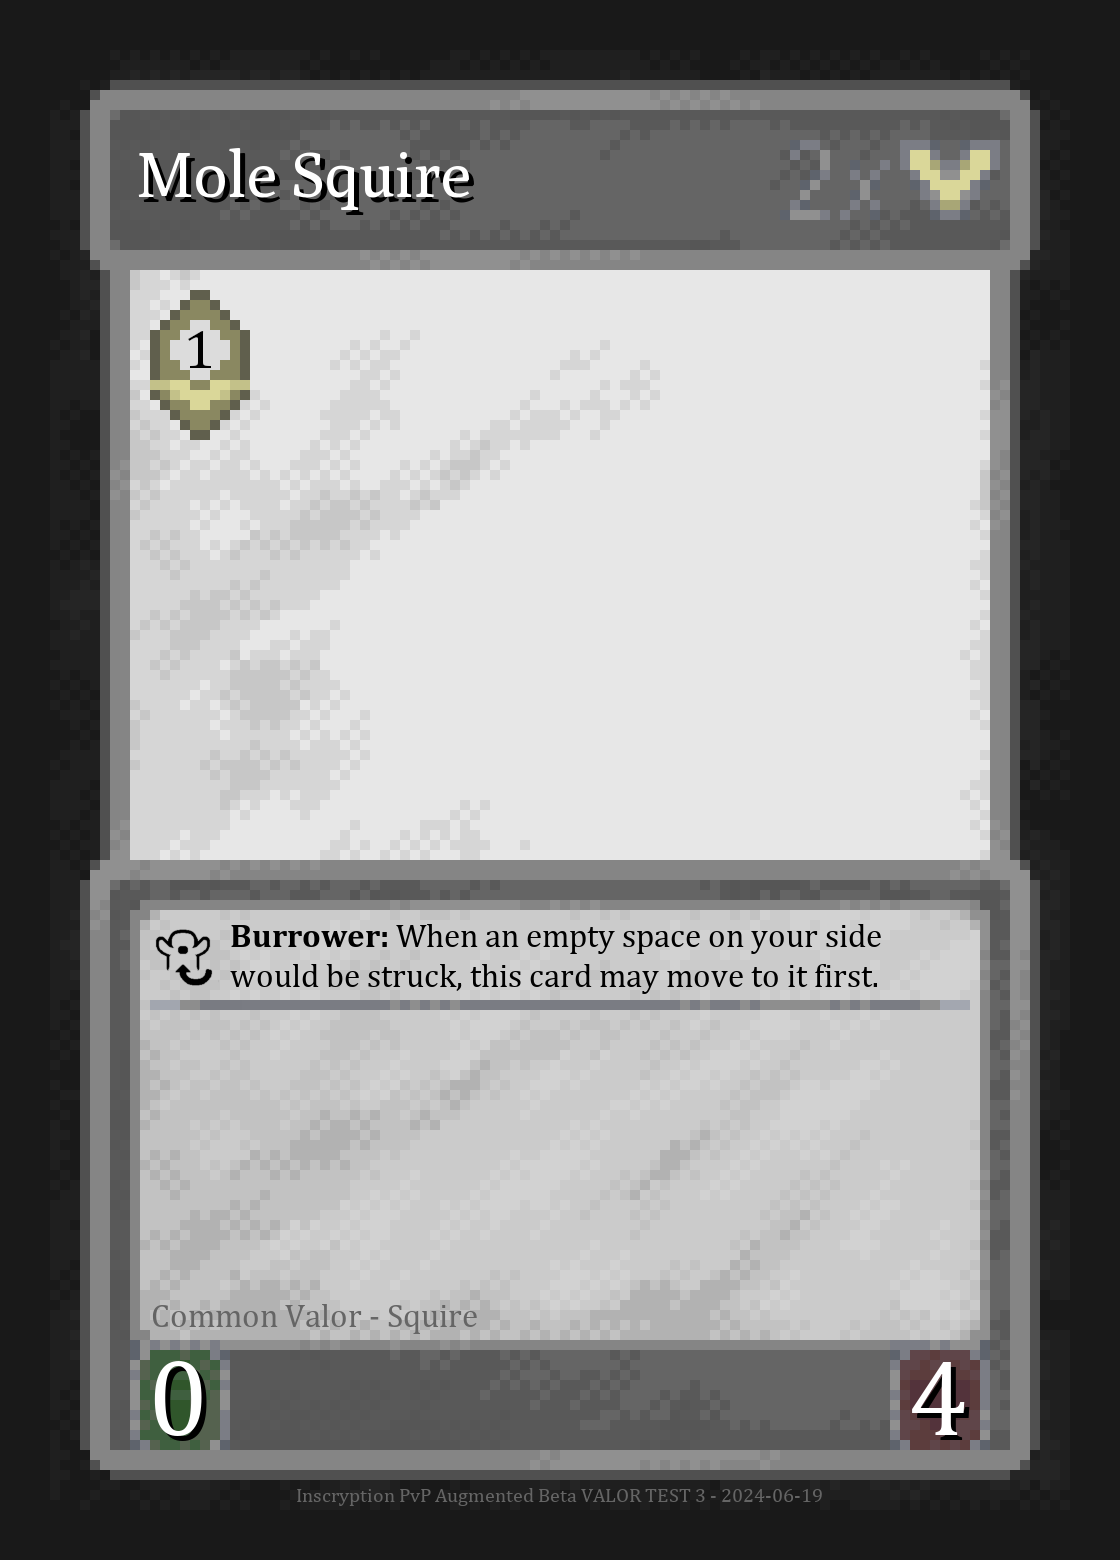 Mole Squire 2x
1
Burrower: When an empty space on your side
would be struck, this card may move to it first.
Common Valor - Squire
0 4
Inscryption PvP Augmented Beta VALOR TEST 3 - 2024-06-19